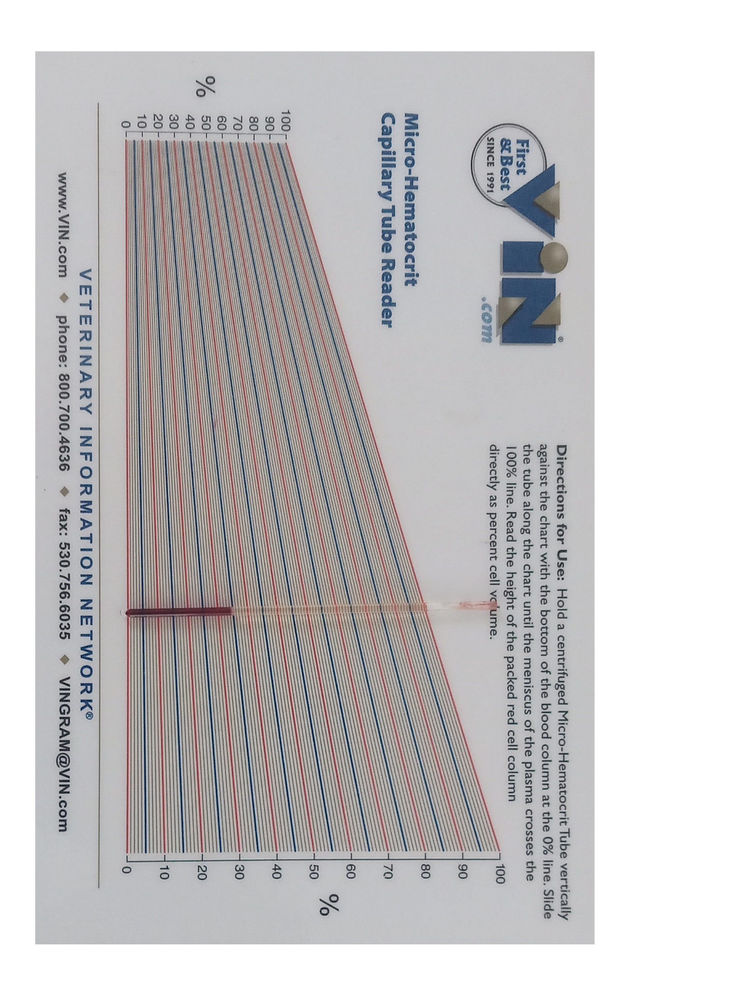 First
& Best
SINCE 1991
ViN®
.com
Micro-Hematocrit
Capillary Tube Reader
Directions for Use: Hold a centrifuged Micro-Hematocrit Tube vertically
against the chart with the bottom of the blood column at the 0% line. Slide
the tube along the chart until the meniscus of the plasma crosses the
100% line. Read the height of the packed red cell column
directly as percent cell volume.
%
100
90
80
70
60
50
40
30
20
10
0
100
90
80
70
60
50
40
30
20
10
0
%
VETERINARY INFORMATION NETWORK®
www.VIN.com ◆ phone: 800.700.4636 ◆ fax: 530.756.6035 ◆ VINGRAM@VIN.com